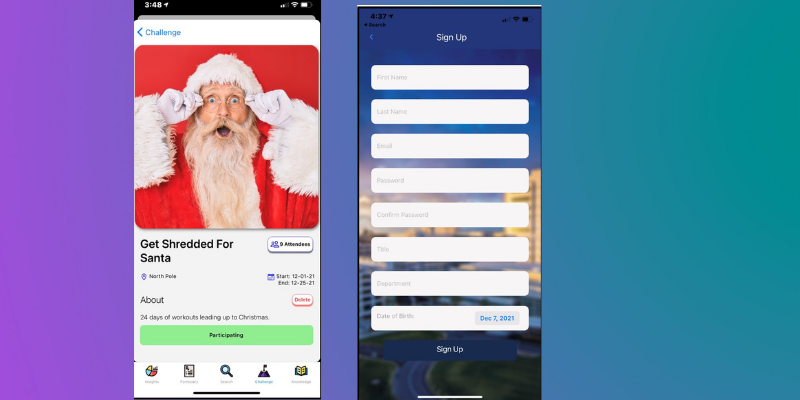 3:48
Challenge
Get Shredded For
Santa
9 Attendees
North Pole
Start: 12-01-21
End: 12-25-21
About
Delete
24 days of workouts leading up to Christmas.
Participating
Insights
Formulas
Search
Challenge
Knowledge
4:37
Search
Sign Up
First Name
Last Name
Email
Password
Confirm Password
Title
Department
Date of Birth:
Dec 7, 2021
Sign Up